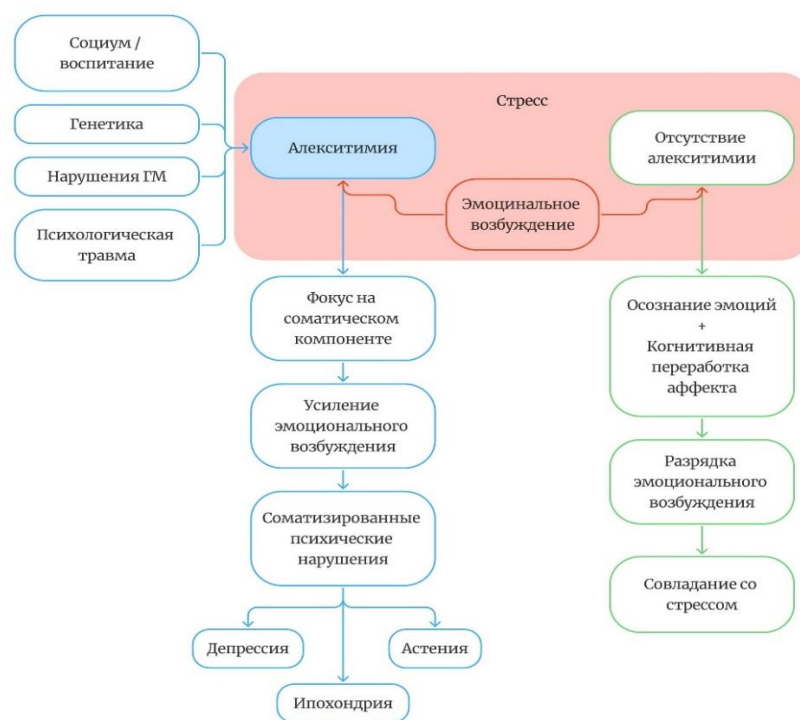 Социум /
воспитание
Генетика
Нарушения ГМ
Психологическая
травма
Стресс
Алекситимия
Отсутствие
алекситимии
Эмоцинальное
возбуждение
Фокус на
соматическом
компоненте
Усиление
эмоционального
возбуждения
Соматизированные
психические
нарушения
Депрессия
Астения
Ипохондрия
Осознание эмоций
+
Когнитивная
переработка
аффекта
Разрядка
эмоционального
возбуждения
Совладание со
стрессом